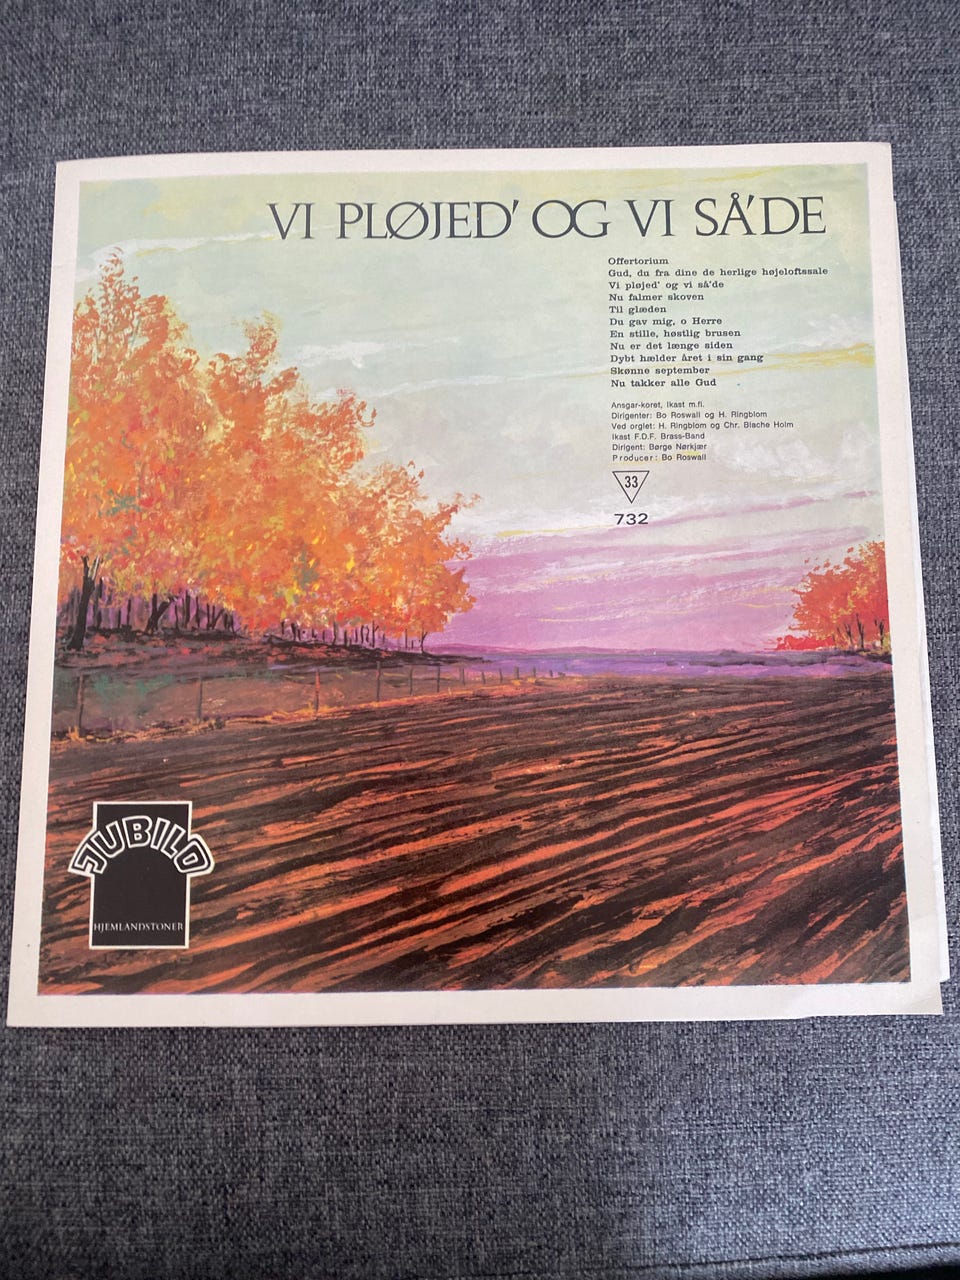 VI PLØJED' OG VI SÅ'DE
Offertorium
Gud, du fra dine de herlige højeloftssale
Vi pløjed' og vi så'de
Nu falmer skoven
Til glæden
Du gav mig, o Herre
En stille, høstlig brusen
Nu er det længe siden
Dybt hælder året i sin gang
Skønne september
Nu takker alle Gud
Ansgar-koret, Ikast m.fl.
Dirigenter: Bo Roswall og H. Ringblom
Ved orglet: H. Ringblom og Chr. Blache Holm
Ikast F.D.F. Brass-Band
Dirigent: Børge Nørkjær
Producer: Bo Roswall
33
732
JUBILO
HJEMLANDSTONER